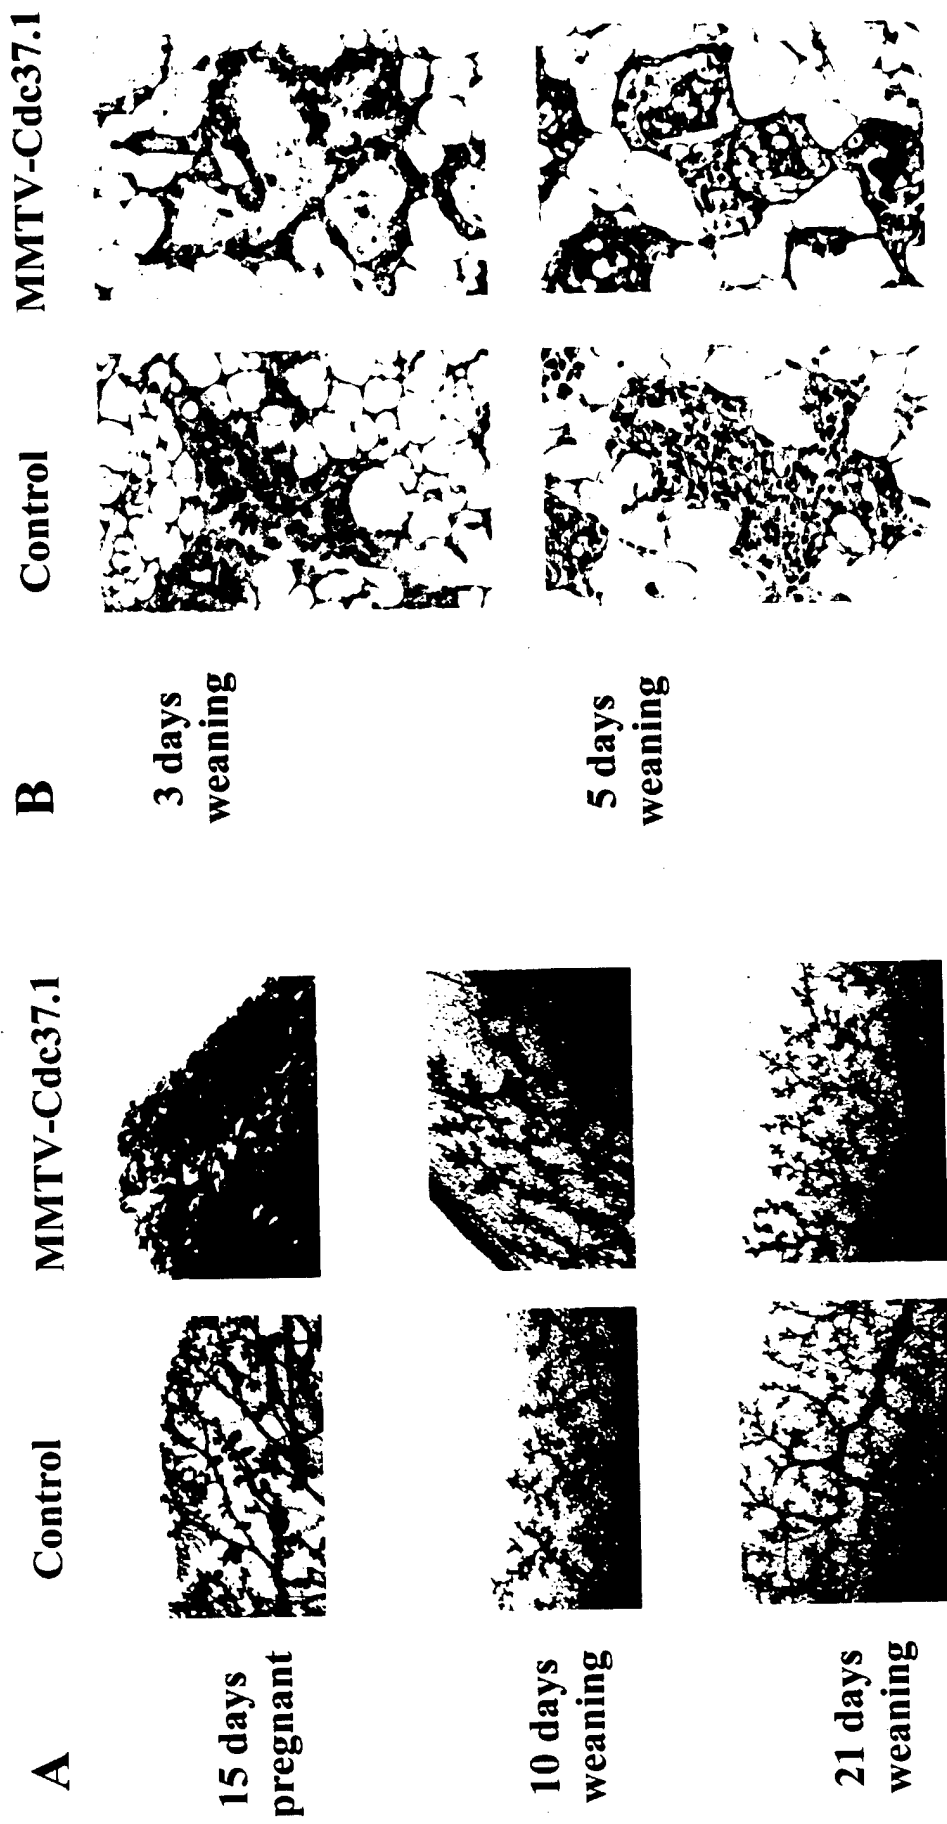 A
Control
MMTV-Cdc37.1
15 days
pregnant
10 days
weaning
21 days
weaning
B
Control
MMTV-Cdc37.1
3 days
weaning
5 days
weaning